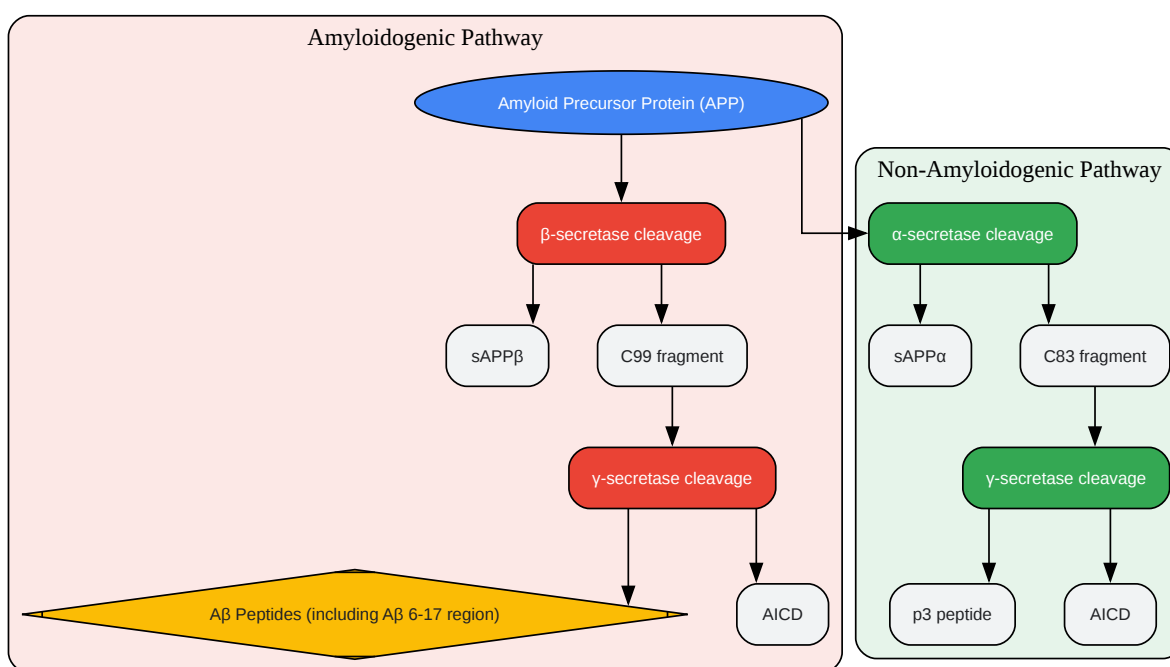 Amyloidogenic Pathway
Amyloid Precursor Protein (APP)
Non-Amyloidogenic Pathway
β-secretase cleavage
α-secretase cleavage
sAPPβ
C99 fragment
sAPPα
C83 fragment
γ-secretase cleavage
γ-secretase cleavage
Aβ Peptides (including Aβ 6-17 region)
AICD
p3 peptide
AICD